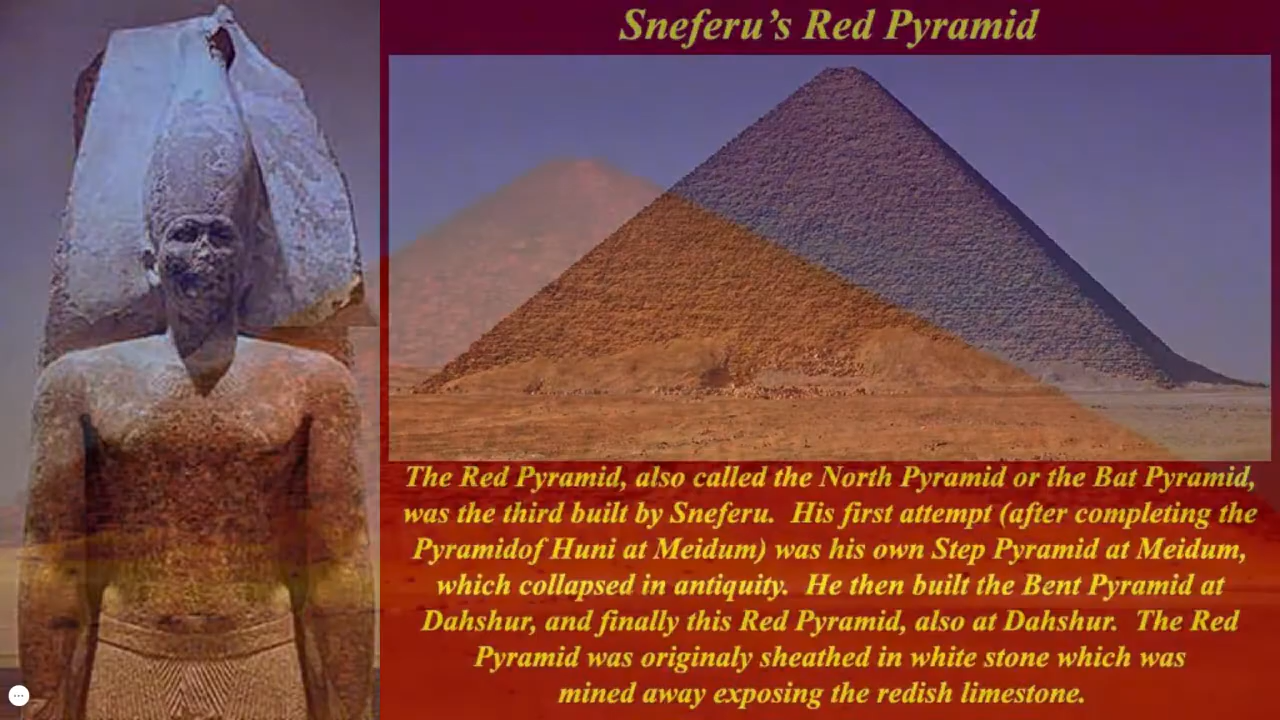 Sneferu’s Red Pyramid
The Red Pyramid, also called the North Pyramid or the Bat Pyramid,
was the third built by Sneferu. His first attempt (after completing the
Pyramidof Huni at Meidum) was his own Step Pyramid at Meidum,
which collapsed in antiquity. He then built the Bent Pyramid at
Dahshur, and finally this Red Pyramid, also at Dahshur. The Red
Pyramid was originaly sheathed in white stone which was
mined away exposing the redish limestone.